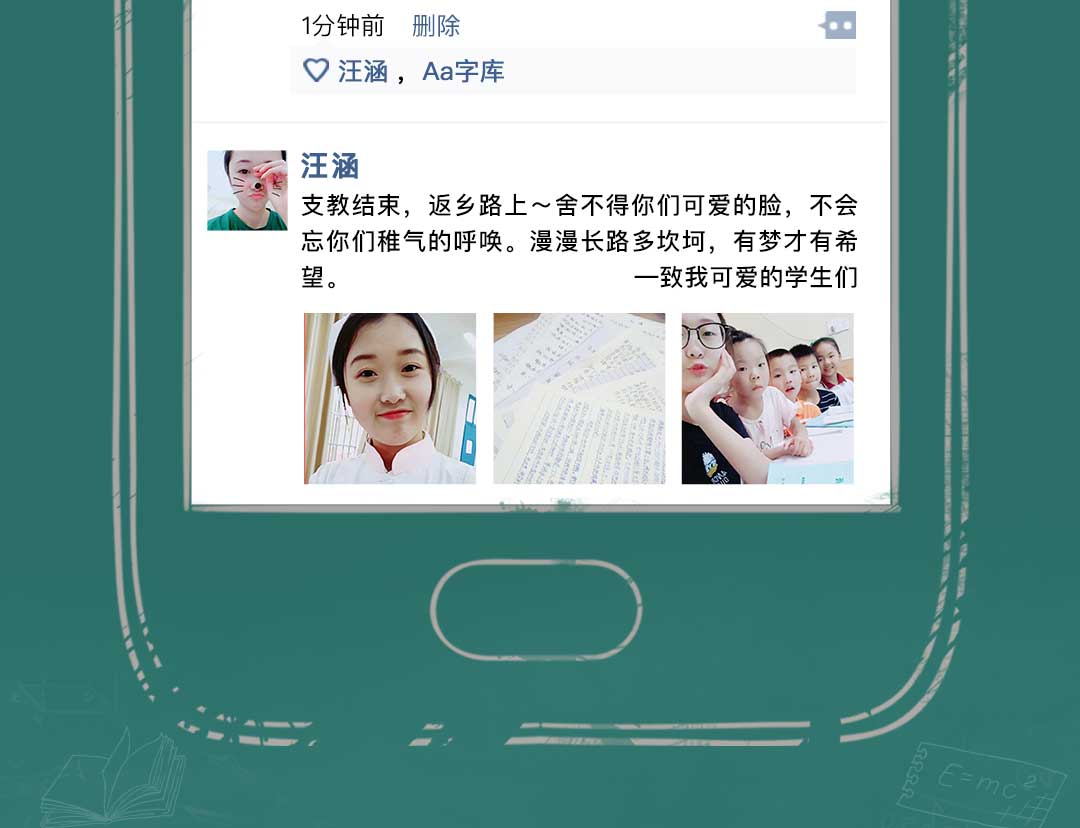 1分钟前 删除
汪涵 ， Aa字库
汪涵
支教结束，返乡路上～舍不得你们可爱的脸，不会
忘你们稚气的呼唤。漫漫长路多坎坷，有梦才有希
望。 —致我可爱的学生们
E=mc²